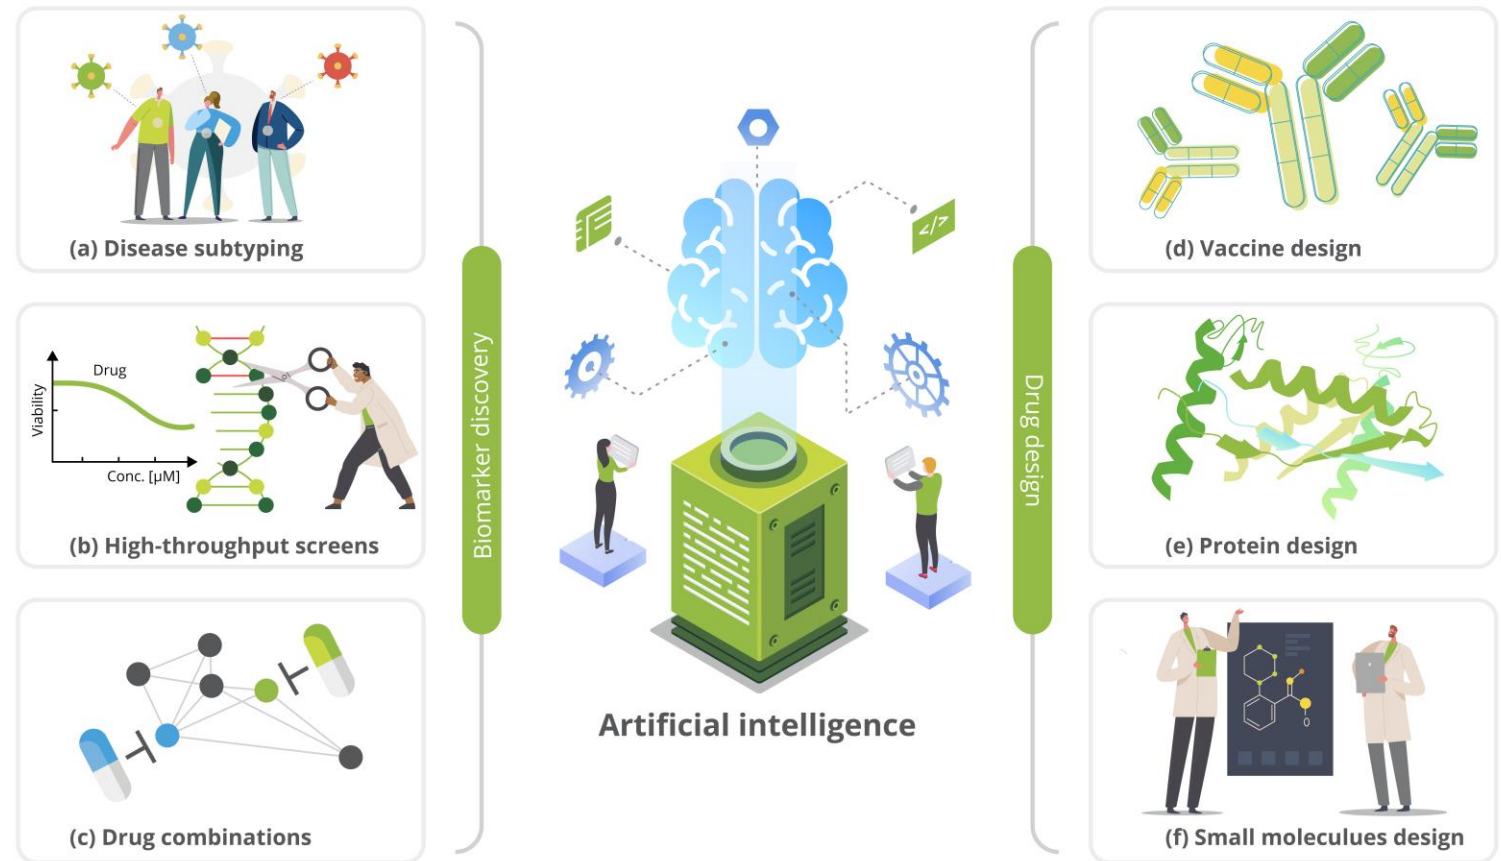 (a) Disease subtyping
Drug
Viability
Conc. [µM]
(b) High-throughput screens
(c) Drug combinations
Biomarker discovery
</>
Artificial intelligence
Drug design
(d) Vaccine design
(e) Protein design
O
(f) Small moleculues design